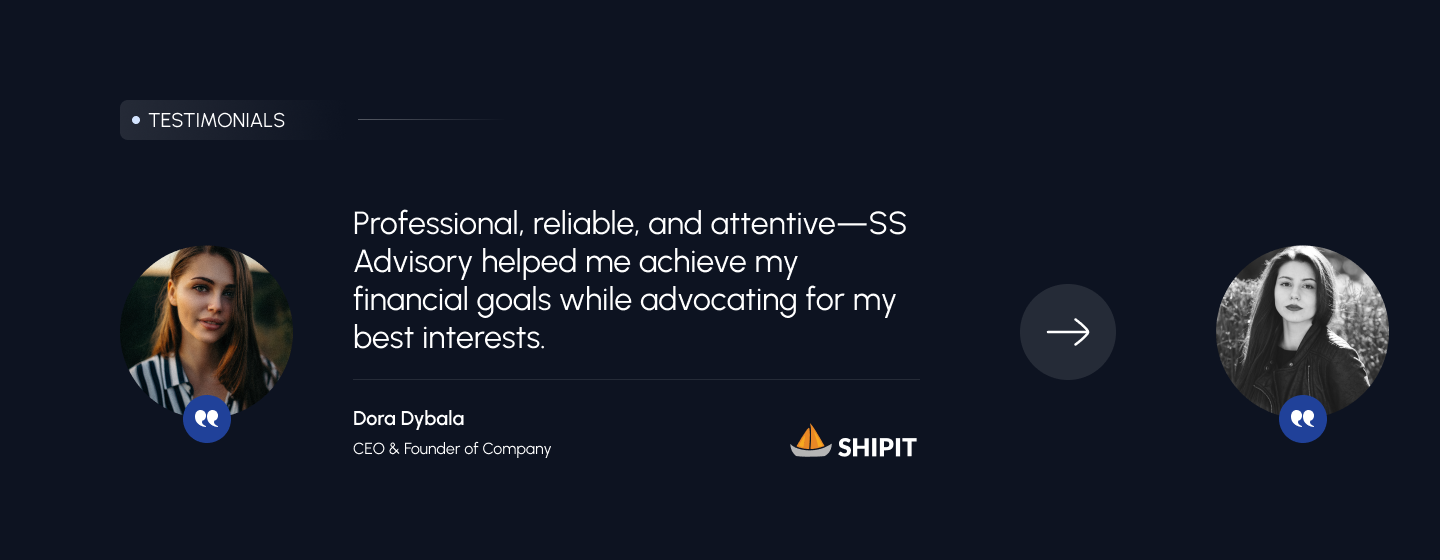 TESTIMONIALS
Professional, reliable, and attentive—SS
Advisory helped me achieve my
financial goals while advocating for my
best interests.
Dora Dybala
CEO & Founder of Company
SHIPIT